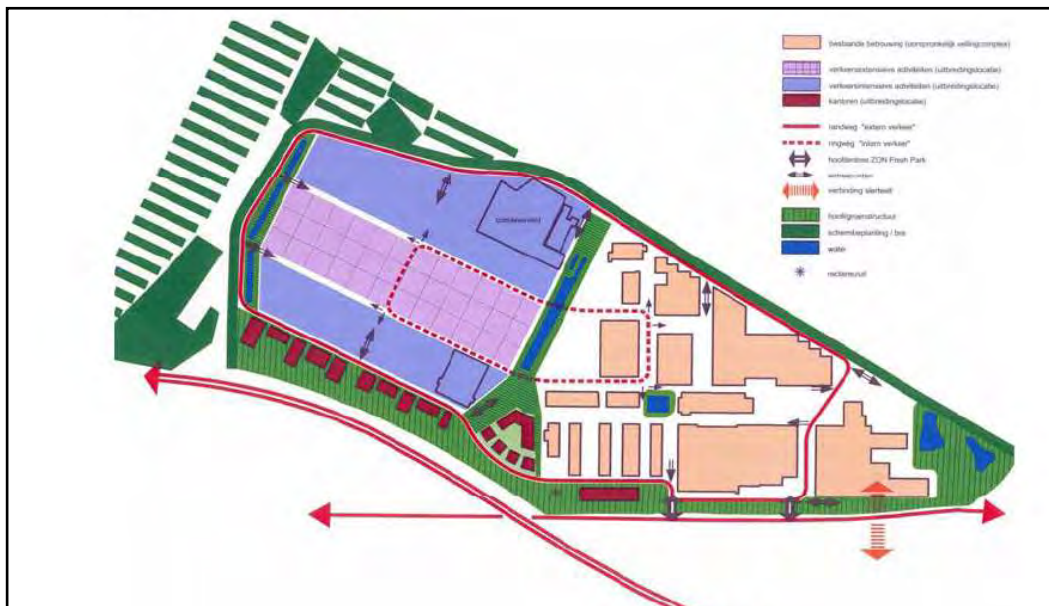 bestaande bebouwing (oorspronkelijk veilingcomplex)
verkeersextensieve activiteiten (uitbreidingslocatie)
verkeersintensieve activiteiten (uitbreidingslocatie)
kantoren (uitbreidingslocatie)
randweg "extern verkeer"
ringweg "intern verkeer"
hoofdentree ZON Fresh Park
verbinding sierteelt
hoofdgroenstructuur
schermbeplanting / bos
water
reclamezuil